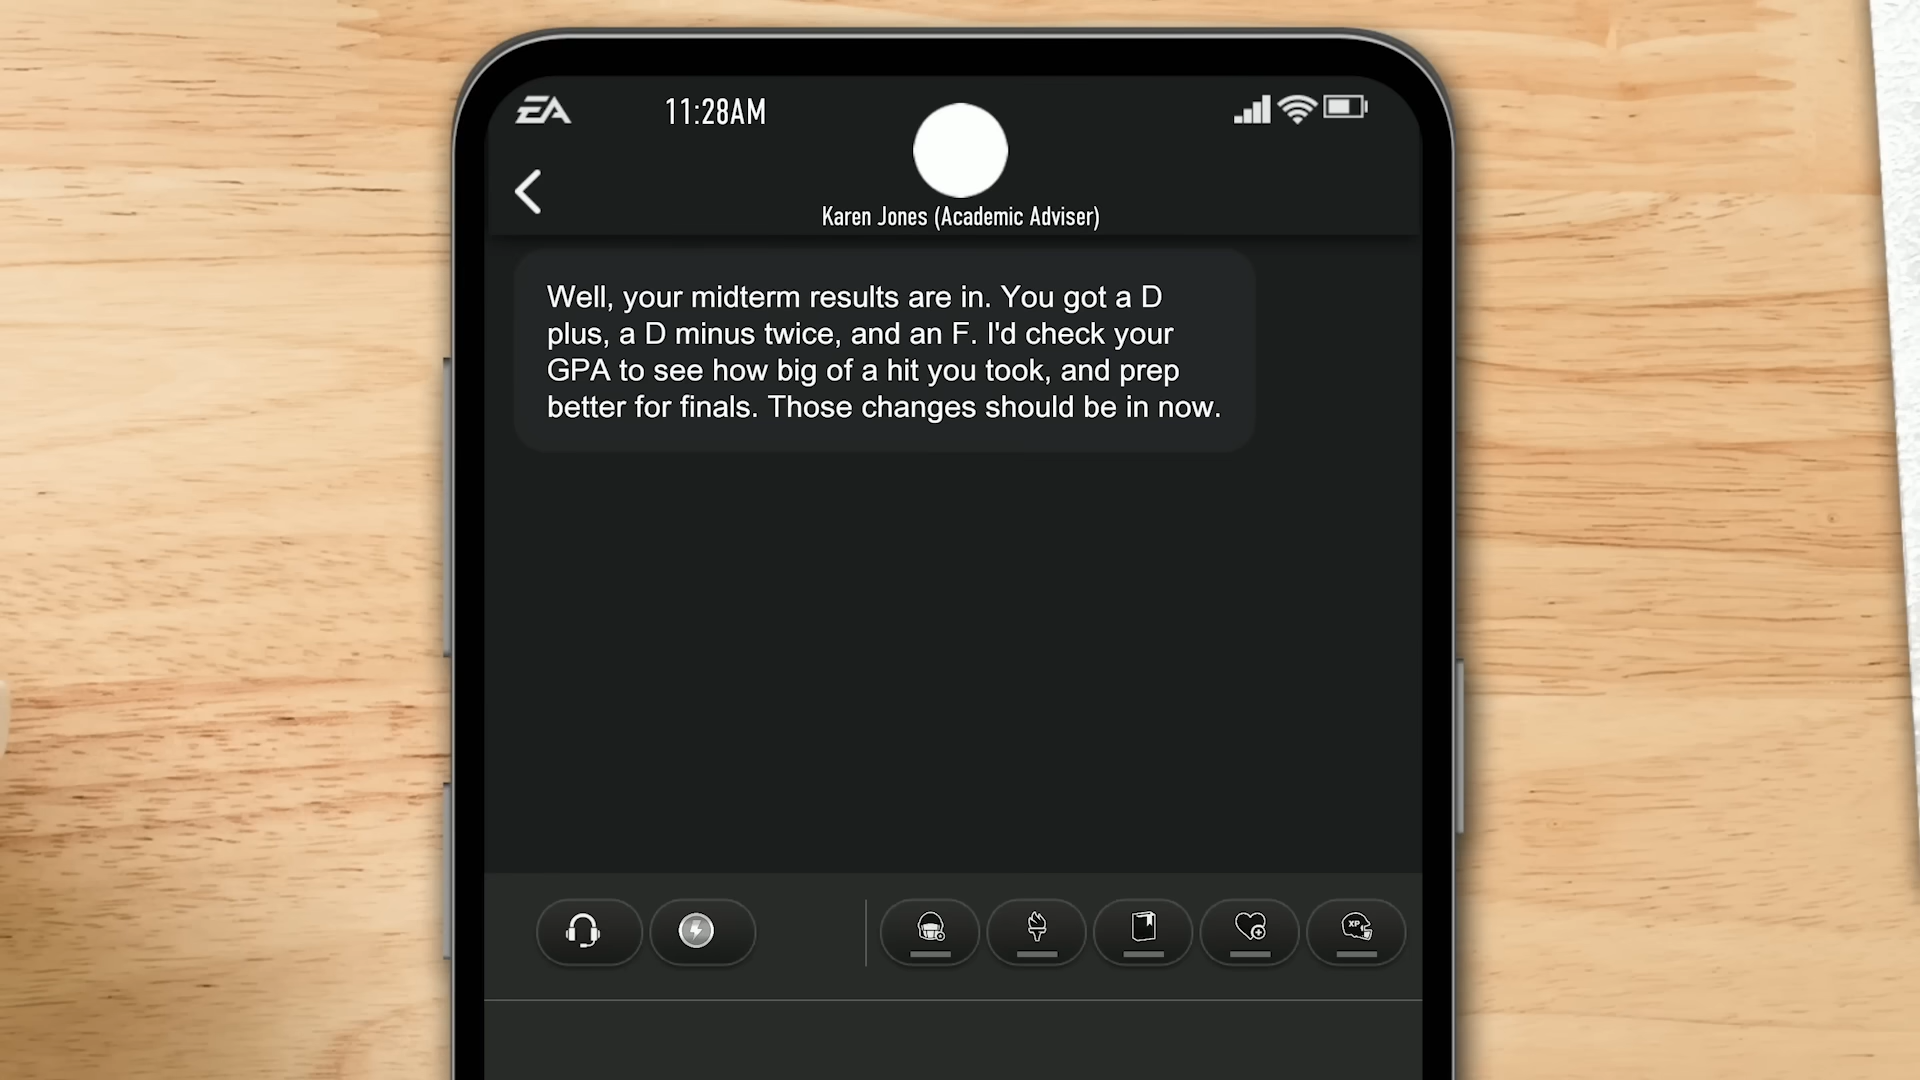 EA
11:28AM
Karen Jones (Academic Adviser)
Well, your midterm results are in. You got a D
plus, a D minus twice, and an F. I'd check your
GPA to see how big of a hit you took, and prep
better for finals. Those changes should be in now.
XP